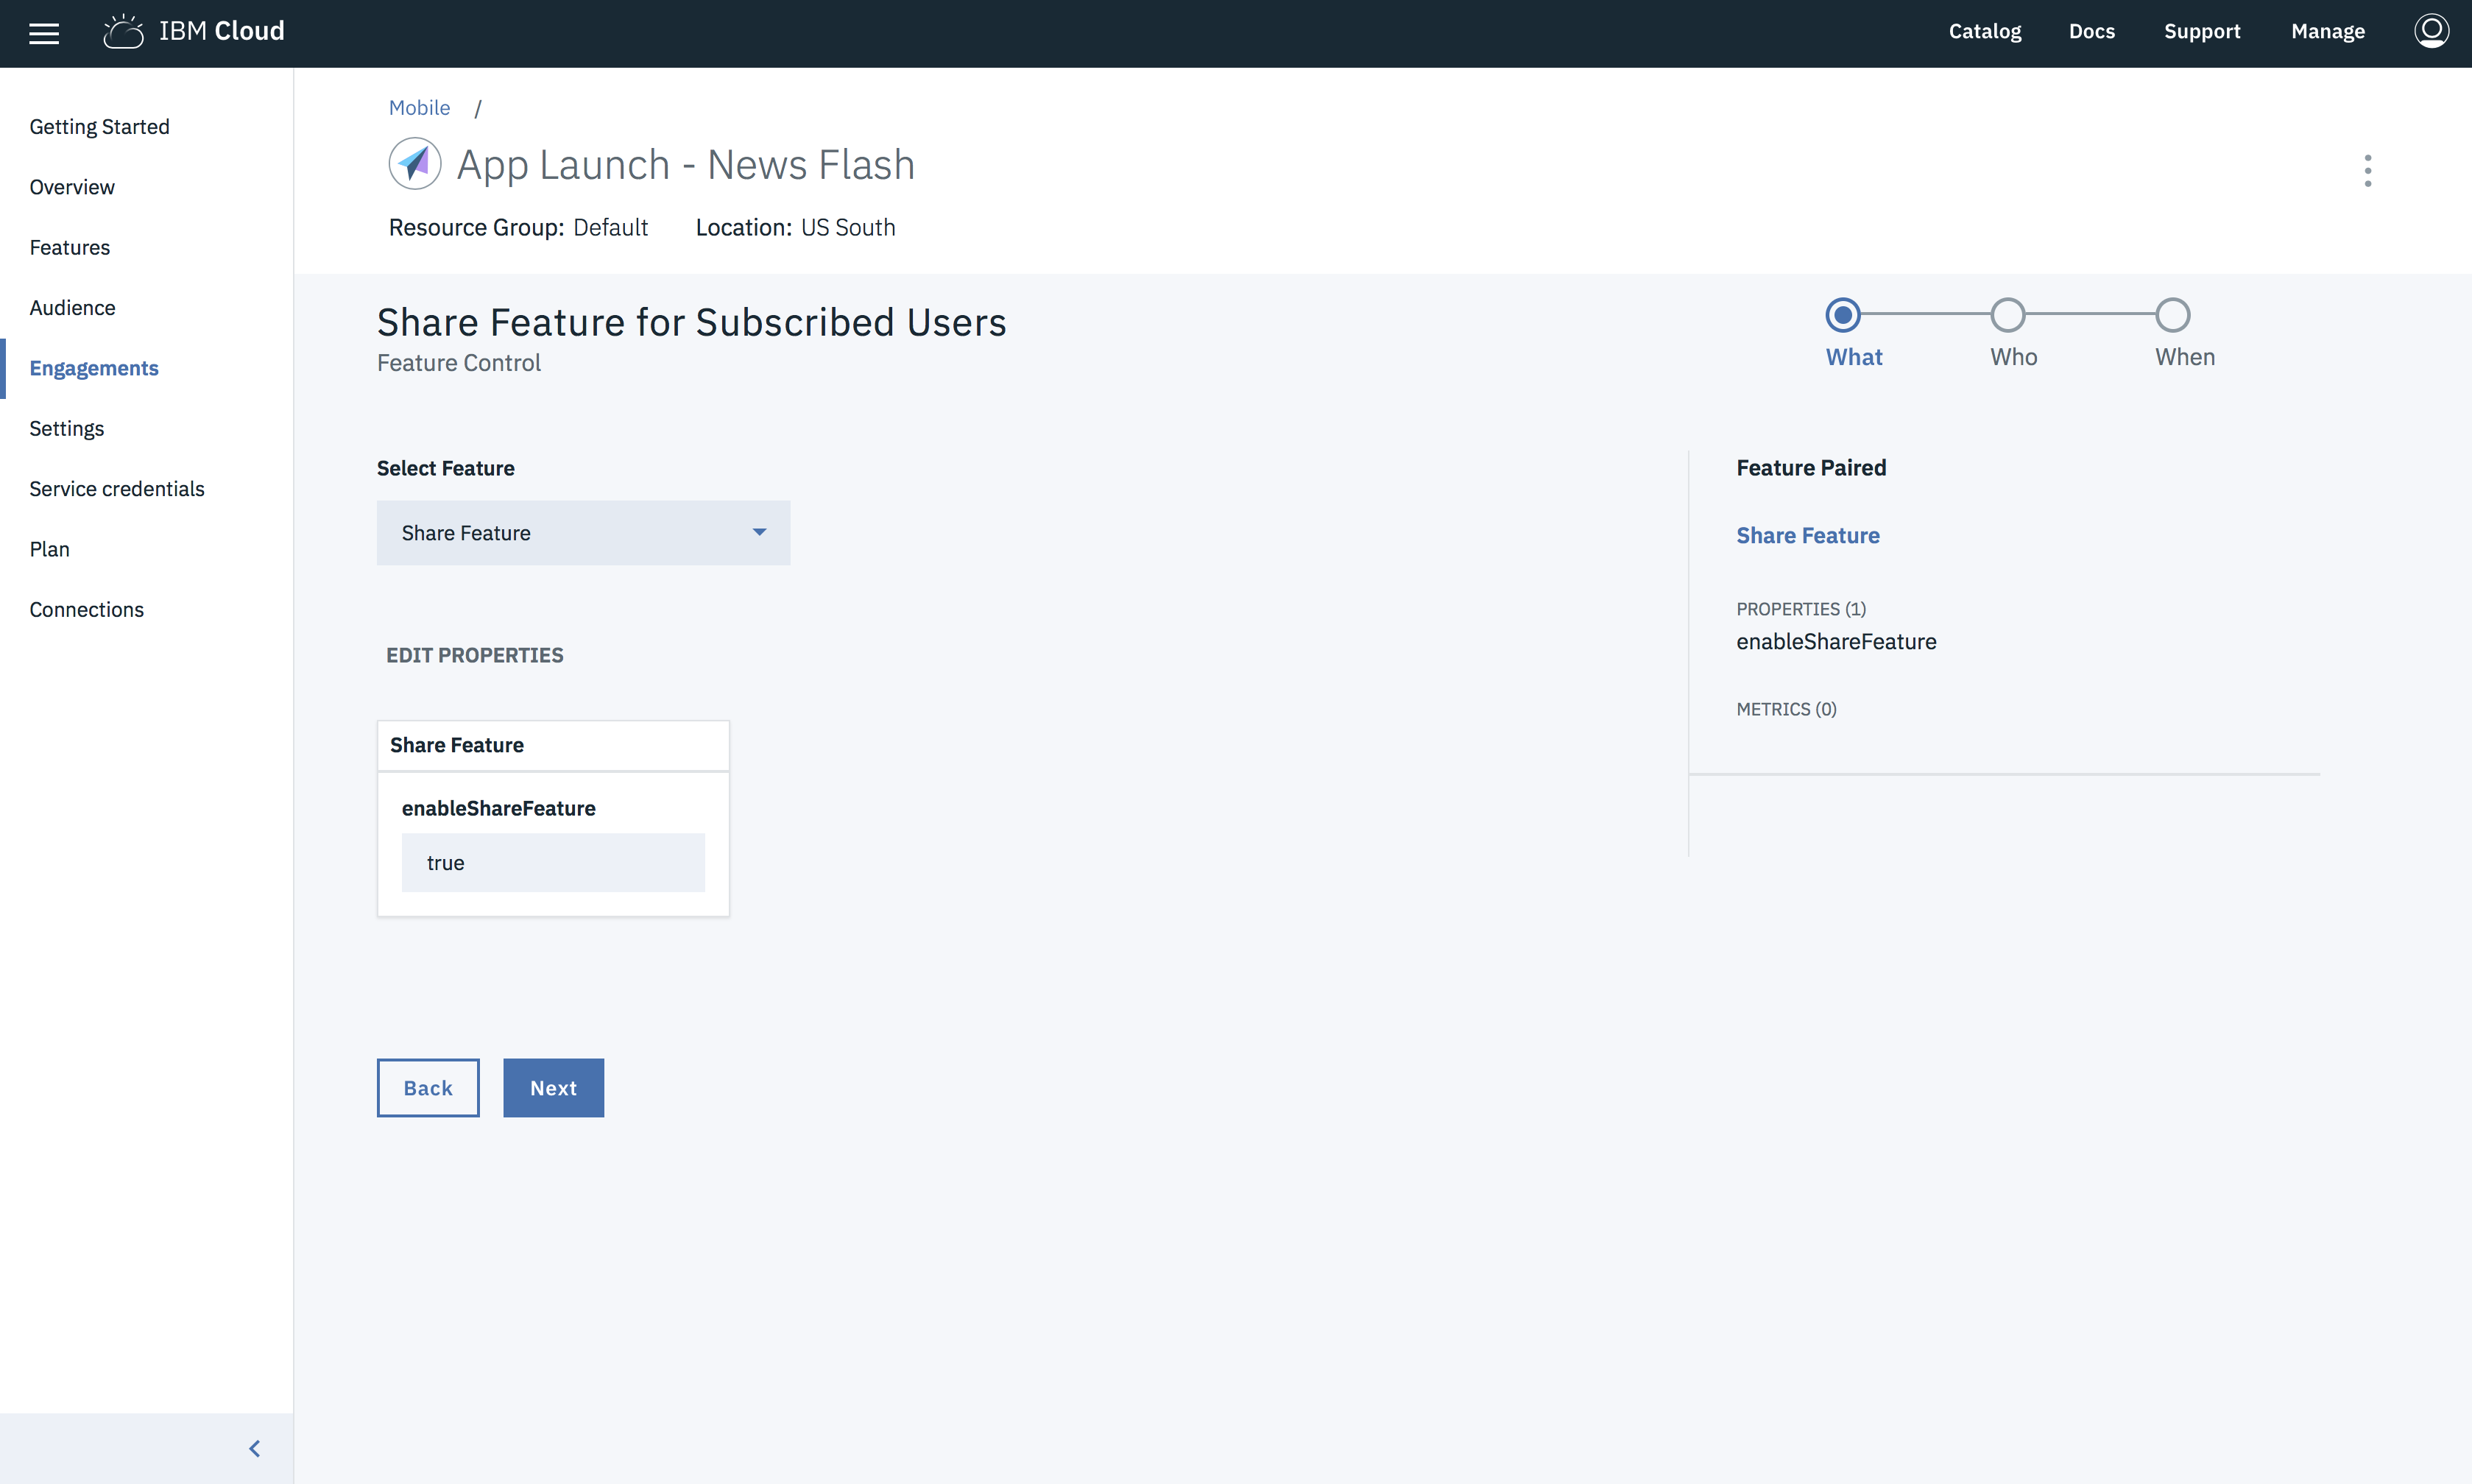 IBM Cloud
Catalog
Docs
Support
Manage
Getting Started
Overview
Features
Audience
Engagements
Settings
Service credentials
Plan
Connections
Mobile /
App Launch - News Flash
Resource Group: Default Location: US South
Share Feature for Subscribed Users
Feature Control
What
Who
When
Select Feature
Share Feature
EDIT PROPERTIES
Share Feature
enableShareFeature
true
Back
Next
Feature Paired
Share Feature
PROPERTIES (1)
enableShareFeature
METRICS (0)